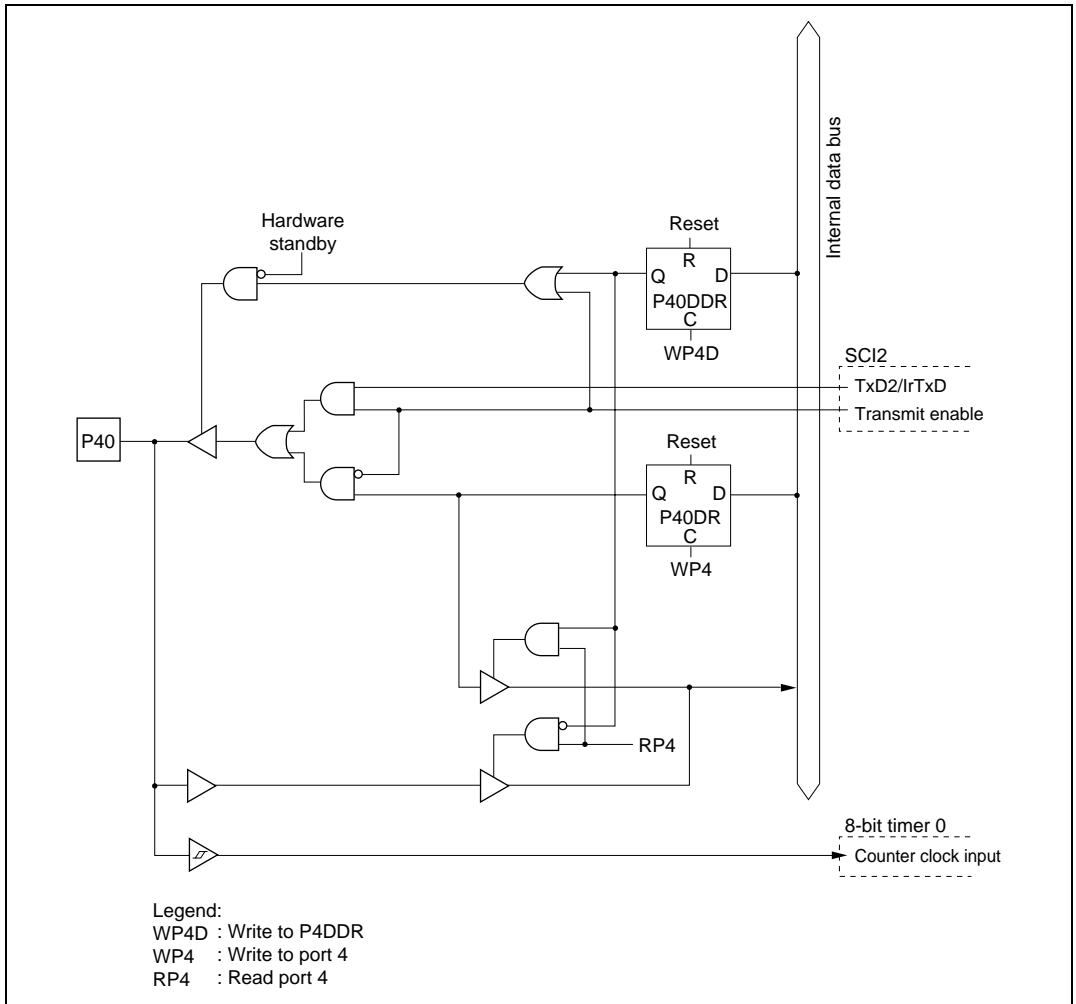 Internal data bus
Hardware
standby
Reset
R
Q
D
P40DDR
C
WP4D
SCI2
TxD2/IrTxD
Transmit enable
P40
Reset
R
Q
D
P40DR
C
WP4
RP4
8-bit timer 0
Counter clock input
Legend:
WP4D : Write to P4DDR
WP4 : Write to port 4
RP4 : Read port 4